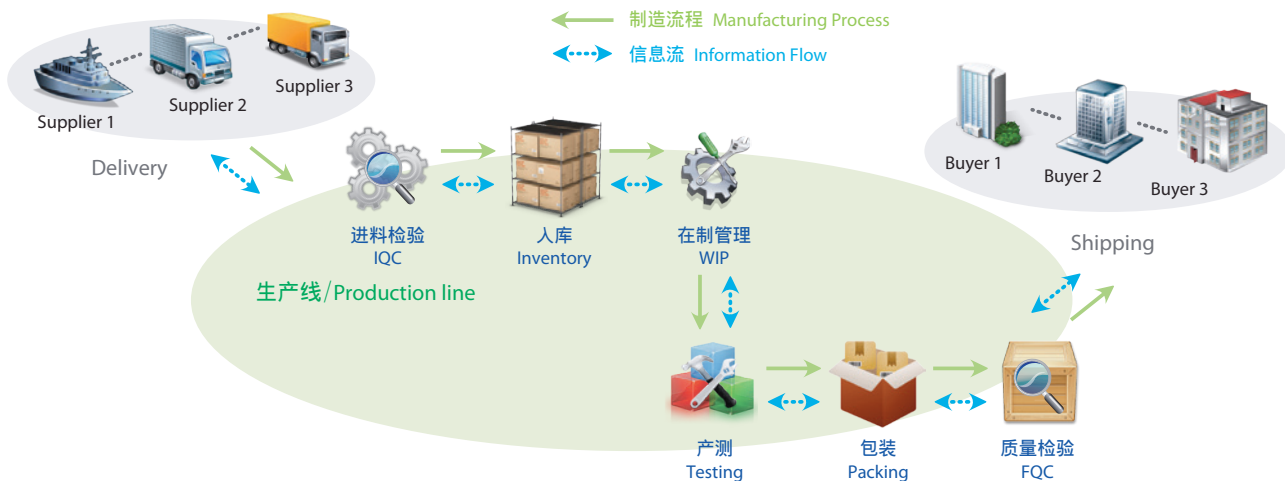 制造流程 Manufacturing Process
信息流 Information Flow
Supplier 1
Supplier 2
Supplier 3
Delivery
Buyer 1
Buyer 2
Buyer 3
Shipping
进料检验
IQC
入库
Inventory
在制管理
WIP
生产线/Production line
产测
Testing
包装
Packing
质量检验
FQC